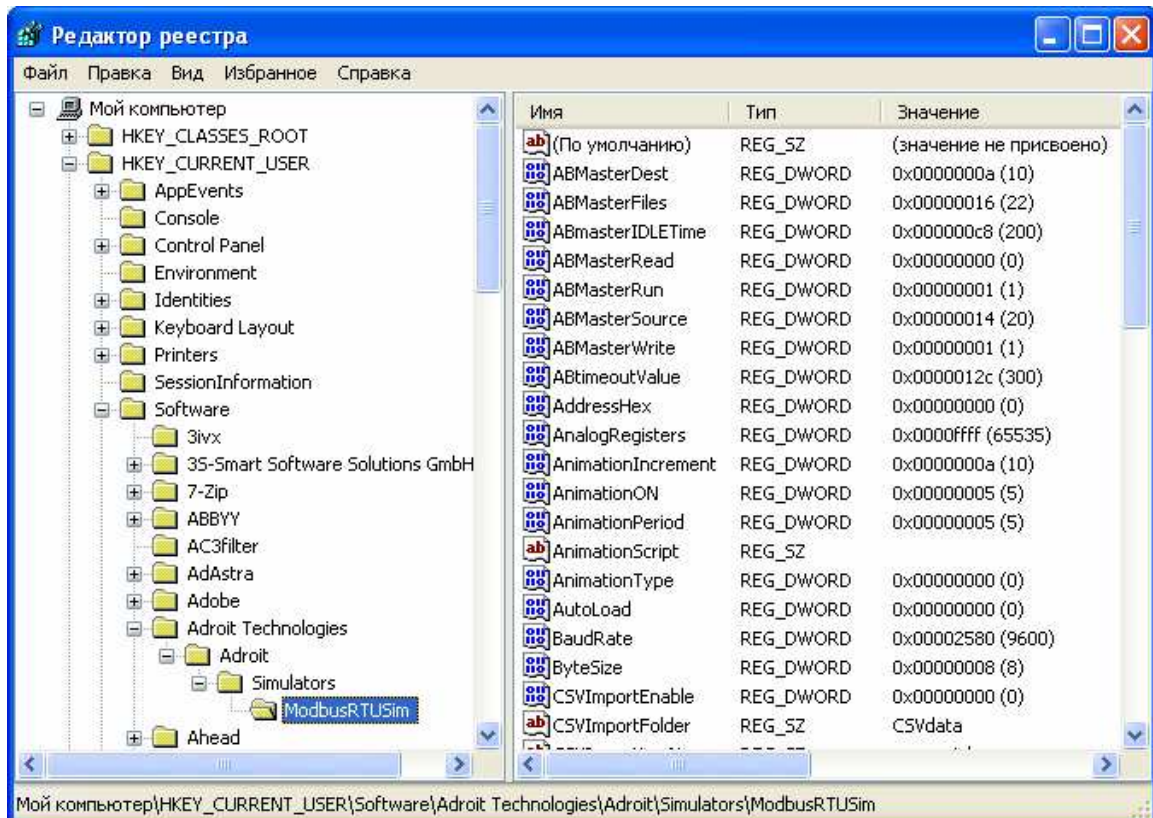 Редактор реестра
Файл Правка Вид Избранное Справка
Мой компьютер
HKEY_CLASSES_ROOT
HKEY_CURRENT_USER
AppEvents
Console
Control Panel
Environment
Identities
Keyboard Layout
Printers
SessionInformation
Software
3ivx
3S-Smart Software Solutions GmbH
7-Zip
ABBYY
AC3filter
AdAstra
Adobe
Adroit Technologies
Adroit
Simulators
ModbusRTUSim
Ahead
Имя Тип Значение
(По умолчанию) REG_SZ (значение не присвоено)
ABMasterDest REG_DWORD 0x0000000a (10)
ABMasterFiles REG_DWORD 0x00000016 (22)
ABmasterIDLETime REG_DWORD 0x000000c8 (200)
ABMasterRead REG_DWORD 0x00000000 (0)
ABMasterRun REG_DWORD 0x00000001 (1)
ABMasterSource REG_DWORD 0x00000014 (20)
ABMasterWrite REG_DWORD 0x00000001 (1)
ABtimeoutValue REG_DWORD 0x0000012c (300)
AddressHex REG_DWORD 0x00000000 (0)
AnalogRegisters REG_DWORD 0x0000ffff (65535)
AnimationIncrement REG_DWORD 0x0000000a (10)
AnimationON REG_DWORD 0x00000005 (5)
AnimationPeriod REG_DWORD 0x00000005 (5)
AnimationScript REG_SZ
AnimationType REG_DWORD 0x00000000 (0)
AutoLoad REG_DWORD 0x00000000 (0)
BaudRate REG_DWORD 0x00002580 (9600)
ByteSize REG_DWORD 0x00000008 (8)
CSVImportEnable REG_DWORD 0x00000000 (0)
CSVImportFolder REG_SZ CSVdata
Мой компьютер\HKEY_CURRENT_USER\Software\Adroit Technologies\Adroit\Simulators\ModbusRTUSim